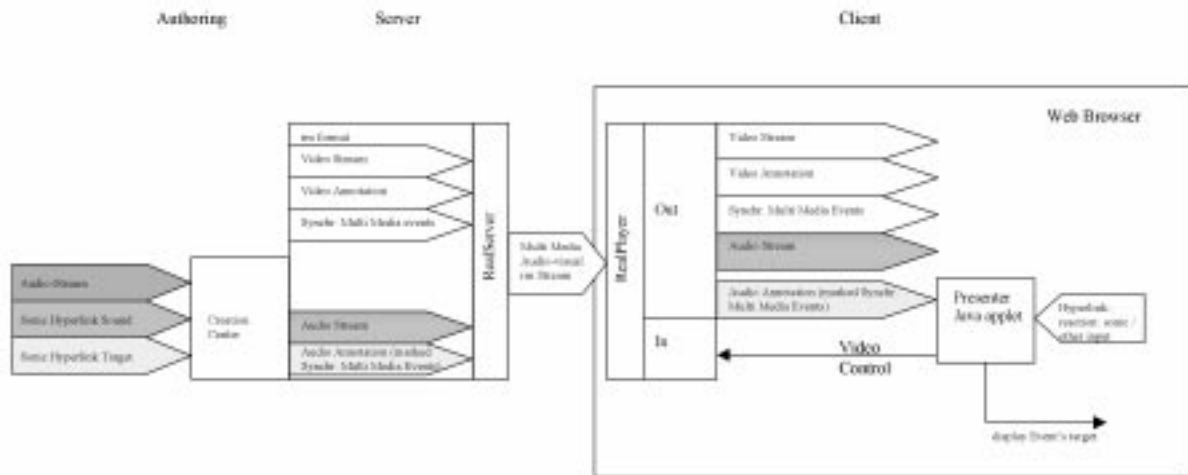 Authoring
Server
Client
Web Browser
rm format
Video Stream
Video Annotation
Synchr. Multi Media events
RealServer
Audio-Stream
Sonic Hyperlink Sound
Sonic Hyperlink Target
Creation
Center
Audio Stream
Audio Annotation (marked
Synchr. Multi Media Events)
Multi Media
Audio-visual
rm Stream
RealPlayer
Out
In
Video Stream
Video Annotation
Synchr. Multi Media Events
Audio Stream
Audio Annotation (marked Synchr.
Multi Media Events)
Presenter
Java applet
Hyperlink
reaction: sonic /
other input
Video
Control
display Event's target